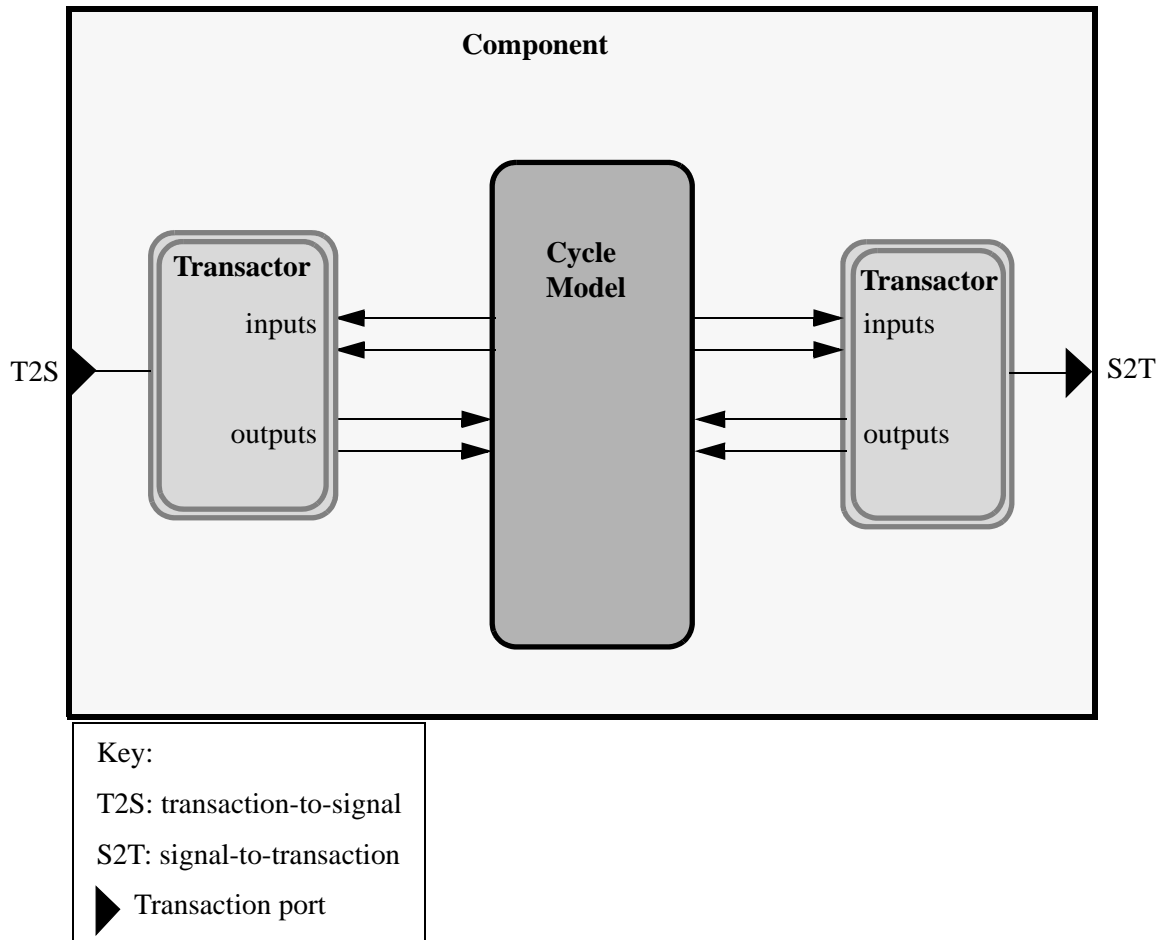 Component
Transactor
inputs
outputs
Cycle
Model
Transactor
inputs
outputs
T2S
S2T
Key:
T2S: transaction-to-signal
S2T: signal-to-transaction
Transaction port